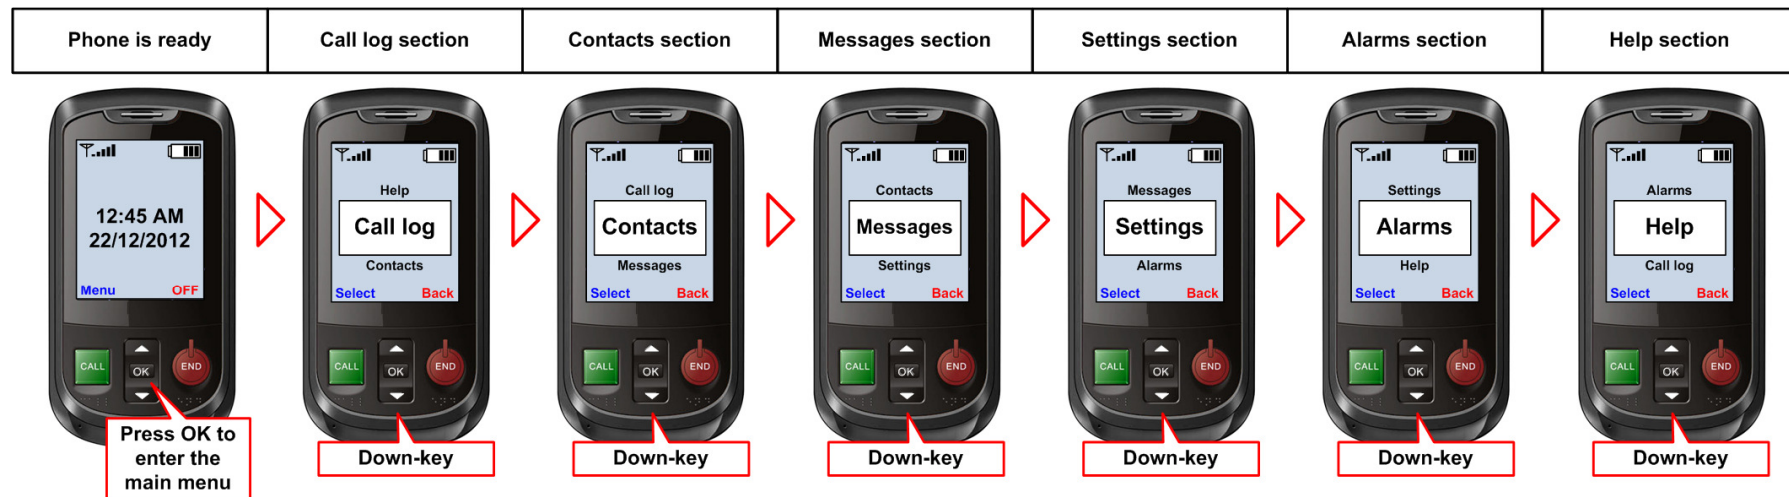 Phone is ready
Call log section
Contacts section
Messages section
Settings section
Alarms section
Help section
12:45 AM
22/12/2012
Menu OFF
CALL OK END
Press OK to
enter the
main menu
Help
Call log
Contacts
Select Back
CALL OK END
Down-key
Call log
Contacts
Messages
Select Back
CALL OK END
Down-key
Contacts
Messages
Settings
Select Back
CALL OK END
Down-key
Messages
Settings
Alarms
Select Back
CALL OK END
Down-key
Settings
Alarms
Help
Select Back
CALL OK END
Down-key
Alarms
Help
Call log
Select Back
CALL OK END
Down-key